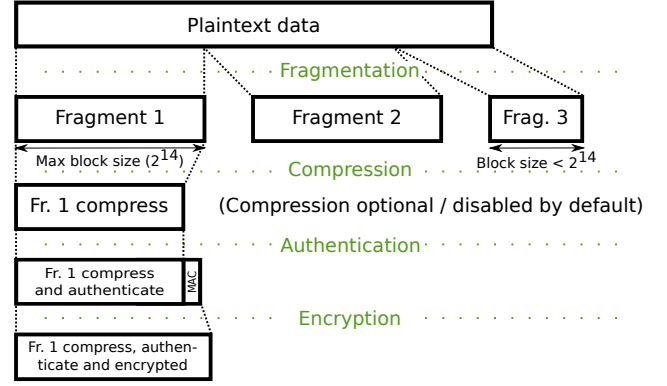 Plaintext data
Fragmentation
Fragment 1 Fragment 2 Frag. 3
Max block size (2^14) Block size < 2^14
Compression
Fr. 1 compress (Compression optional / disabled by default)
Authentication
Fr. 1 compress
and authenticate
MAC
Encryption
Fr. 1 compress, authen-
ticate and encrypted